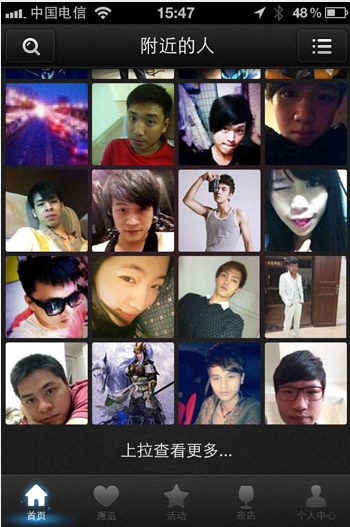 中国电信 15:47 48%
附近的人
上拉查看更多...
首页 邂逅 活动 夜店 个人中心